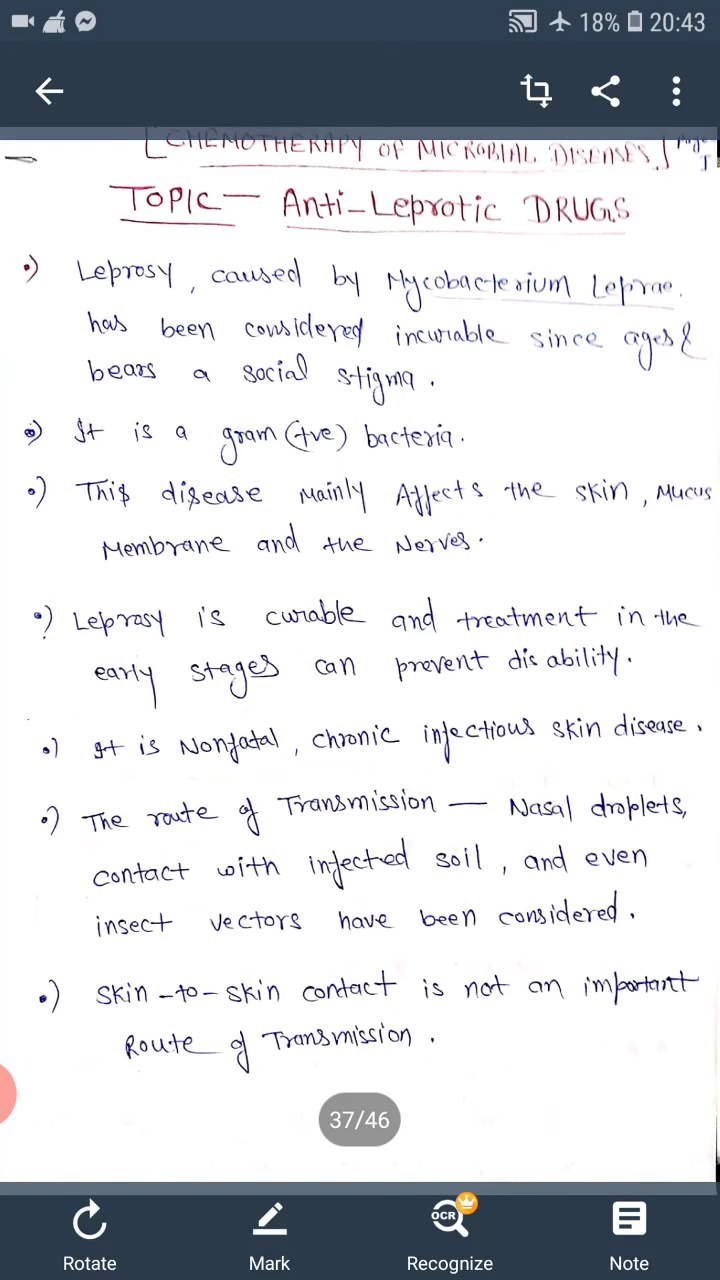 18% 20:43
[CHEMOTHERAPY OF MICROBIAL DISEASES] Page
TOPIC — Anti-Leprotic DRUGS
Leprosy, caused by Mycobacterium Leprae.
has been considered incurable since ages &
bears a social stigma.
It is a gram (+ve) bacteria.
This disease mainly Affects the skin, Mucus
Membrane and the Nerves.
Leprosy is curable and treatment in the
early stages can prevent disability.
It is Nonfatal, chronic infectious skin disease.
The route of Transmission — Nasal droplets,
contact with infected soil, and even
insect vectors have been considered.
Skin-to-skin contact is not an important
Route of Transmission.
37/46
OCR
Rotate Mark Recognize Note